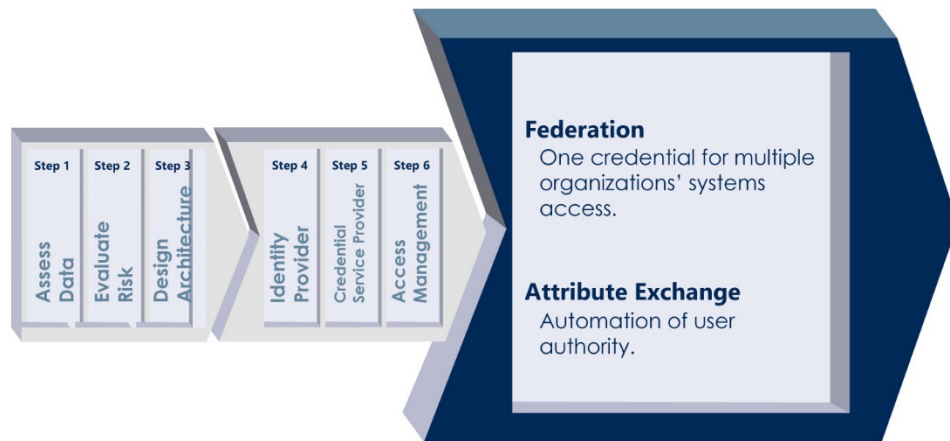 Step 1
Assess
Data
Step 2
Evaluate
Risk
Step 3
Design
Architecture
Step 4
Identity
Provider
Step 5
Credential
Service Provider
Step 6
Access
Management
Federation
One credential for multiple
organizations’ systems
access.
Attribute Exchange
Automation of user
authority.